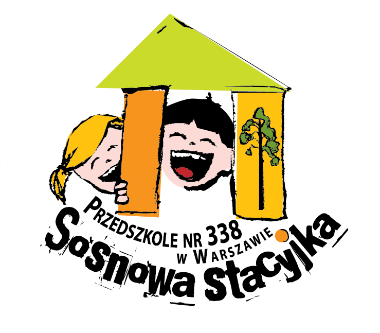 PRZEDSZKOLE NR 338
W WARSZAWIE
Sosnowa Stacyjka